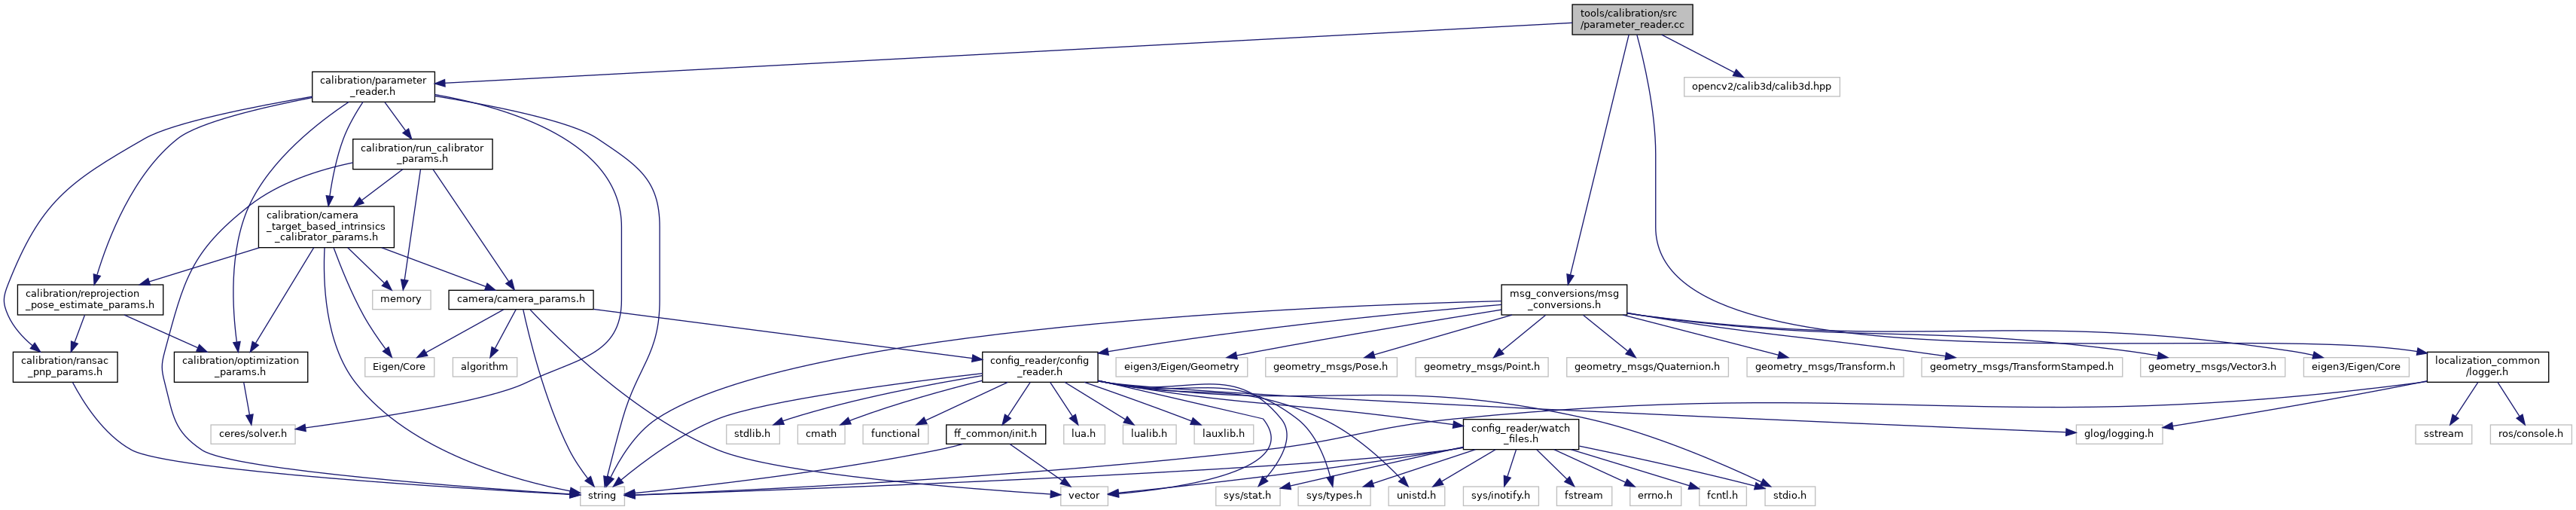 tools/calibration/src
/parameter_reader.cc
calibration/parameter
_reader.h
opencv2/calib3d/calib3d.hpp
calibration/run_calibrator
_params.h
calibration/camera
_target_based_intrinsics
_calibrator_params.h
calibration/reprojection
_pose_estimate_params.h
memory
camera/camera_params.h
msg_conversions/msg
_conversions.h
calibration/ransac
_pnp_params.h
calibration/optimization
_params.h
Eigen/Core
algorithm
config_reader/config
_reader.h
eigen3/Eigen/Geometry
geometry_msgs/Pose.h
geometry_msgs/Point.h
geometry_msgs/Quaternion.h
geometry_msgs/Transform.h
geometry_msgs/TransformStamped.h
geometry_msgs/Vector3.h
eigen3/Eigen/Core
localization_common
/logger.h
ceres/solver.h
stdlib.h
cmath
functional
ff_common/init.h
lua.h
lualib.h
lauxlib.h
config_reader/watch
_files.h
glog/logging.h
sstream
ros/console.h
string
vector
sys/stat.h
sys/types.h
unistd.h
sys/inotify.h
fstream
errno.h
fcntl.h
stdio.h